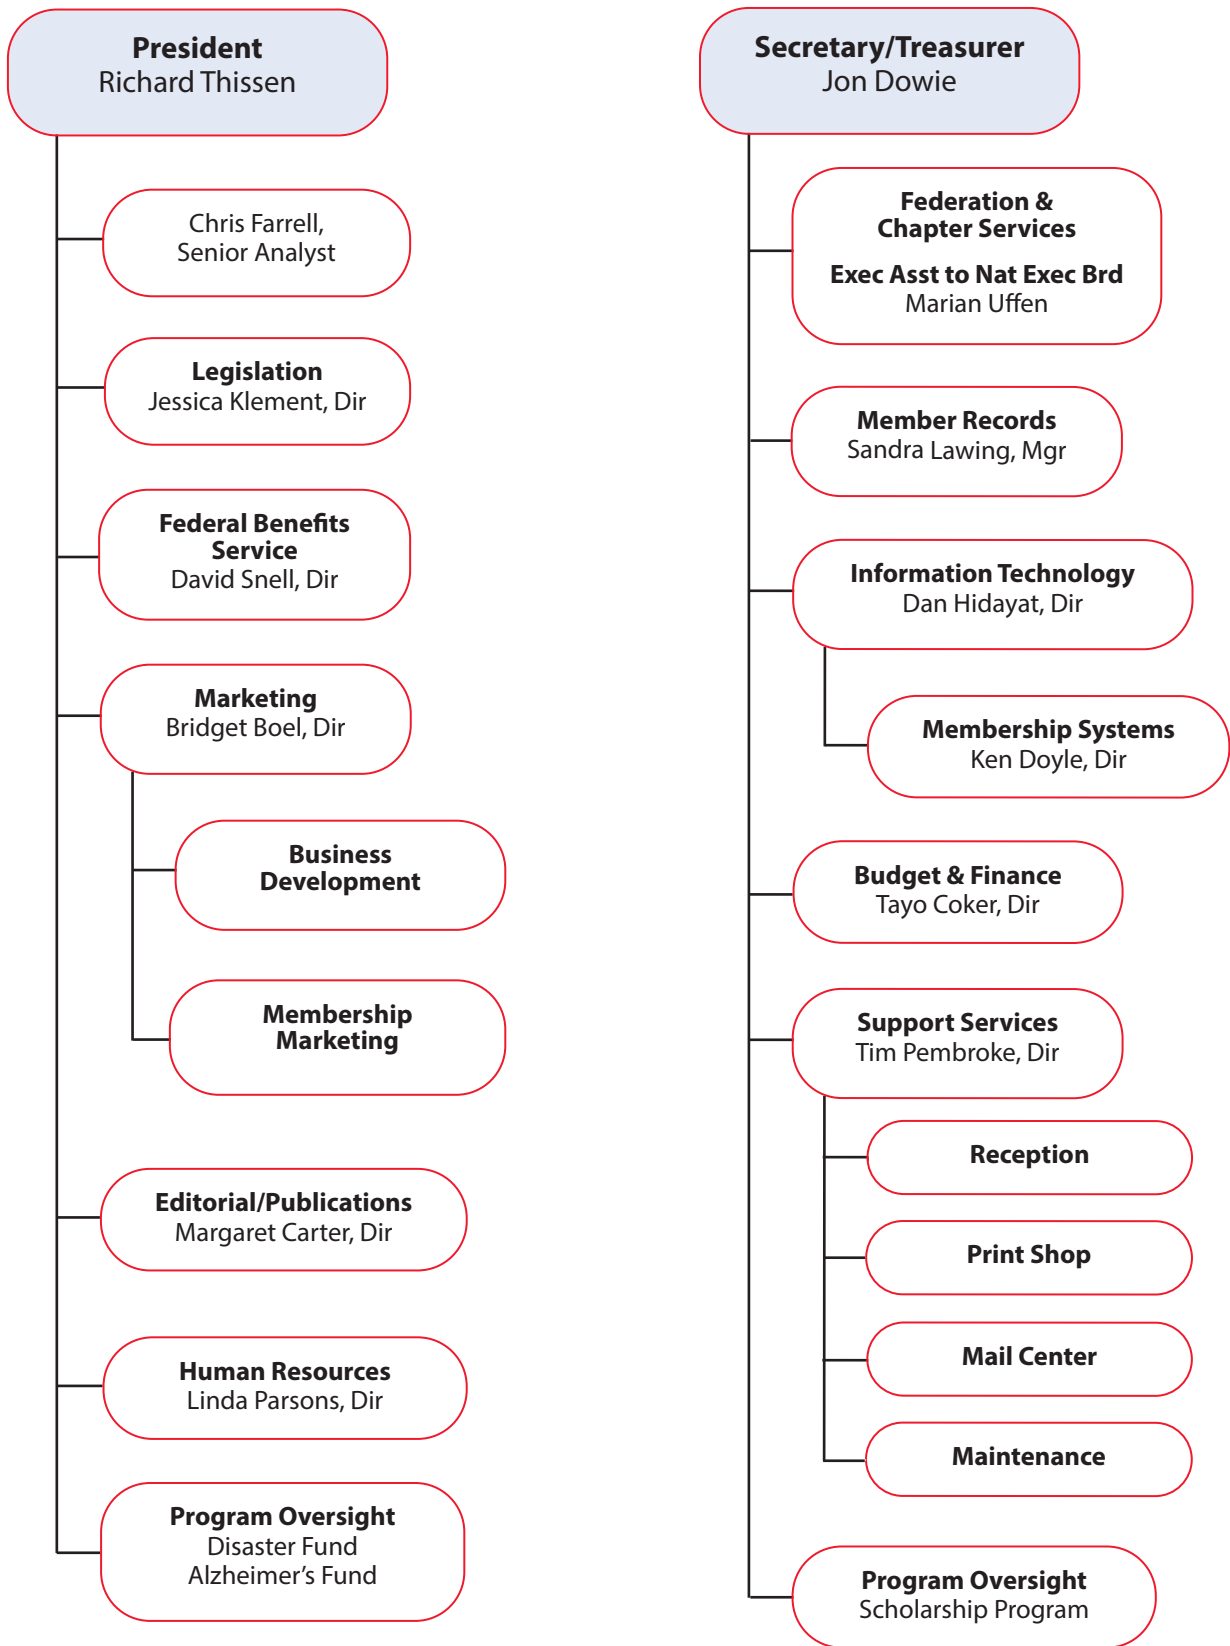 President
Richard Thissen
Chris Farrell,
Senior Analyst
Legislation
Jessica Klement, Dir
Federal Benefits
Service
David Snell, Dir
Marketing
Bridget Boel, Dir
Business
Development
Membership
Marketing
Editorial/Publications
Margaret Carter, Dir
Human Resources
Linda Parsons, Dir
Program Oversight
Disaster Fund
Alzheimer’s Fund
Secretary/Treasurer
Jon Dowie
Federation &
Chapter Services
Exec Asst to Nat Exec Brd
Marian Uffen
Member Records
Sandra Lawing, Mgr
Information Technology
Dan Hidayat, Dir
Membership Systems
Ken Doyle, Dir
Budget & Finance
Tayo Coker, Dir
Support Services
Tim Pembroke, Dir
Reception
Print Shop
Mail Center
Maintenance
Program Oversight
Scholarship Program